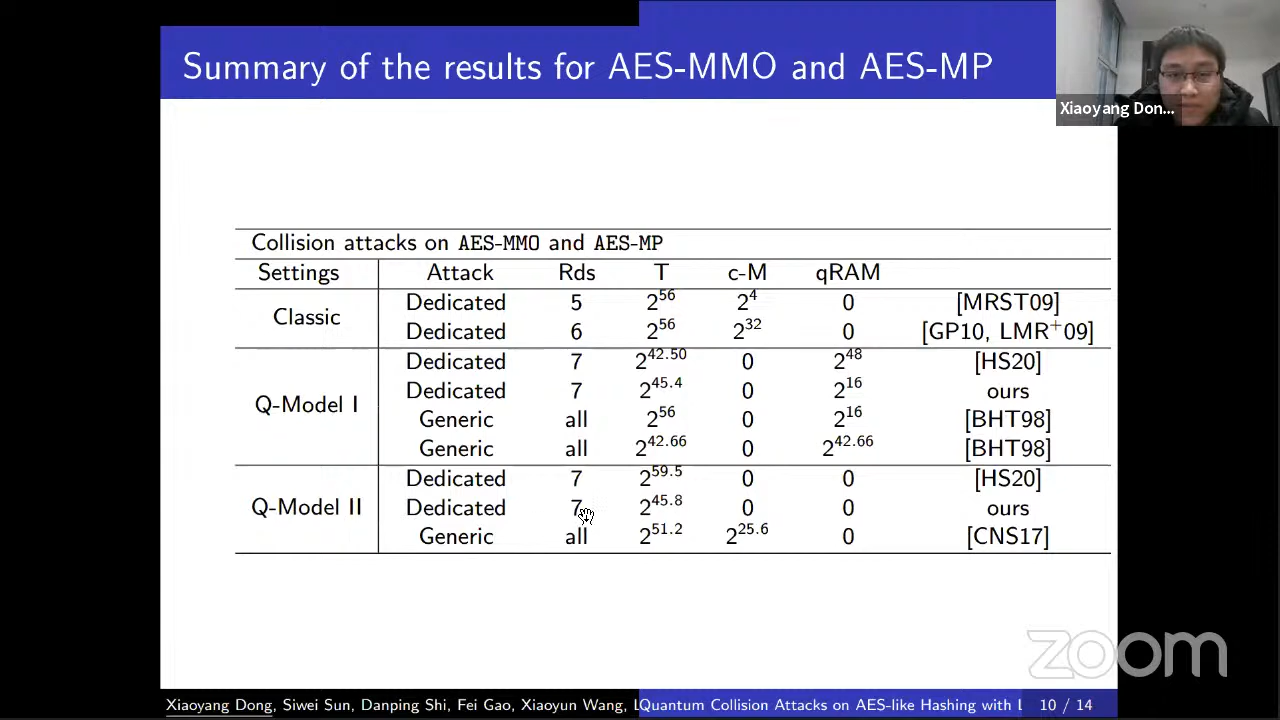 Summary of the results for AES-MMO and AES-MP
Xiaoyang Don...
Collision attacks on AES-MMO and AES-MP
Settings Attack Rds T c-M qRAM
Classic
Dedicated 5 2^56 2^4 0 [MRST09]
Dedicated 6 2^56 2^32 0 [GP10, LMR^+09]
Q-Model I
Dedicated 7 2^42.50 0 2^48 [HS20]
Dedicated 7 2^45.4 0 2^16 ours
Generic all 2^56 0 2^16 [BHT98]
Generic all 2^42.66 0 2^42.66 [BHT98]
Q-Model II
Dedicated 7 2^59.5 0 0 [HS20]
Dedicated 7 2^45.8 0 0 ours
Generic all 2^51.2 2^25.6 0 [CNS17]
zoom
Xiaoyang Dong, Siwei Sun, Danping Shi, Fei Gao, Xiaoyun Wang, L Quantum Collision Attacks on AES-like Hashing with L 10 / 14